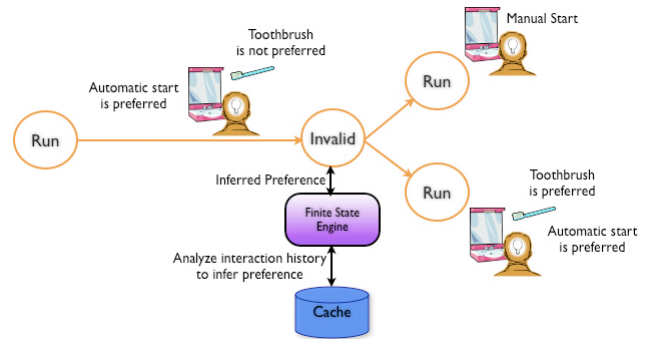 Toothbrush
is not preferred
Manual Start
Automatic start
is preferred
Run
Run
Invalid
Run
Inferred Preference
Toothbrush
is preferred
Finite State
Engine
Automatic start
is preferred
Analyze interaction history
to infer preference
Cache